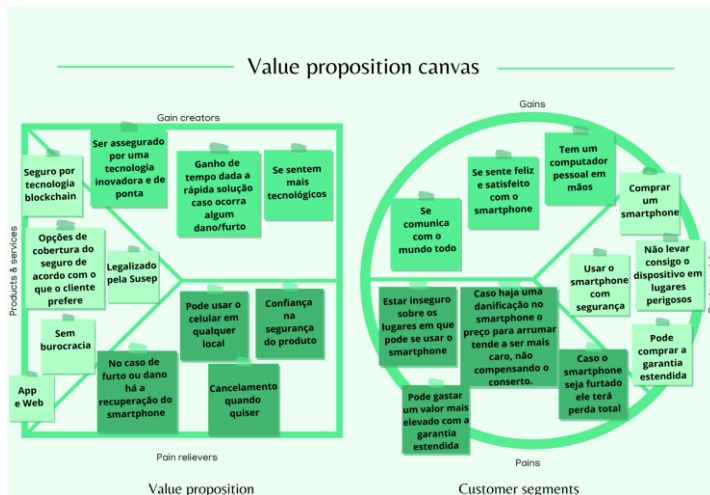 Value proposition canvas
Gain creators
Products & services
Seguro por
tecnologia
blockchain
Ser assegurado
por uma
tecnologia
inovadora e de
ponta
Ganho de
tempo dada a
rápida solução
caso ocorra
algum
dano/furto
Se sentem
mais
tecnológicos
Opções de
cobertura do
seguro de
acordo com o
que o cliente
prefere
Legalizado
pela Susep
Sem
burocracia
App
e Web
Pode usar o
celular em
qualquer
local
Confiança
na
segurança
do produto
No caso de
furto ou dano
há a
recuperação do
smartphone
Cancelamento
quando
quiser
Pain relievers
Value proposition
Gains
Se
comunica
com o
mundo todo
Se sente feliz
e satisfeito
com o
smartphone
Tem um
computador
pessoal em
mãos
Comprar
um
smartphone
Não levar
consigo o
dispositivo em
lugares
perigosos
Usar o
smartphone
com
segurança
Pode
comprar a
garantia
estendida
Estar inseguro
sobre os
lugares em que
pode se usar o
smartphone
Caso haja uma
danificação no
smartphone o
preço para arrumar
tende a ser mais
caro, não
compensando o
conserto.
Caso o
smartphone
seja furtado
ele terá
perda total
Pode gastar
um valor mais
elevado com a
garantia
estendida
Pains
Customer segments